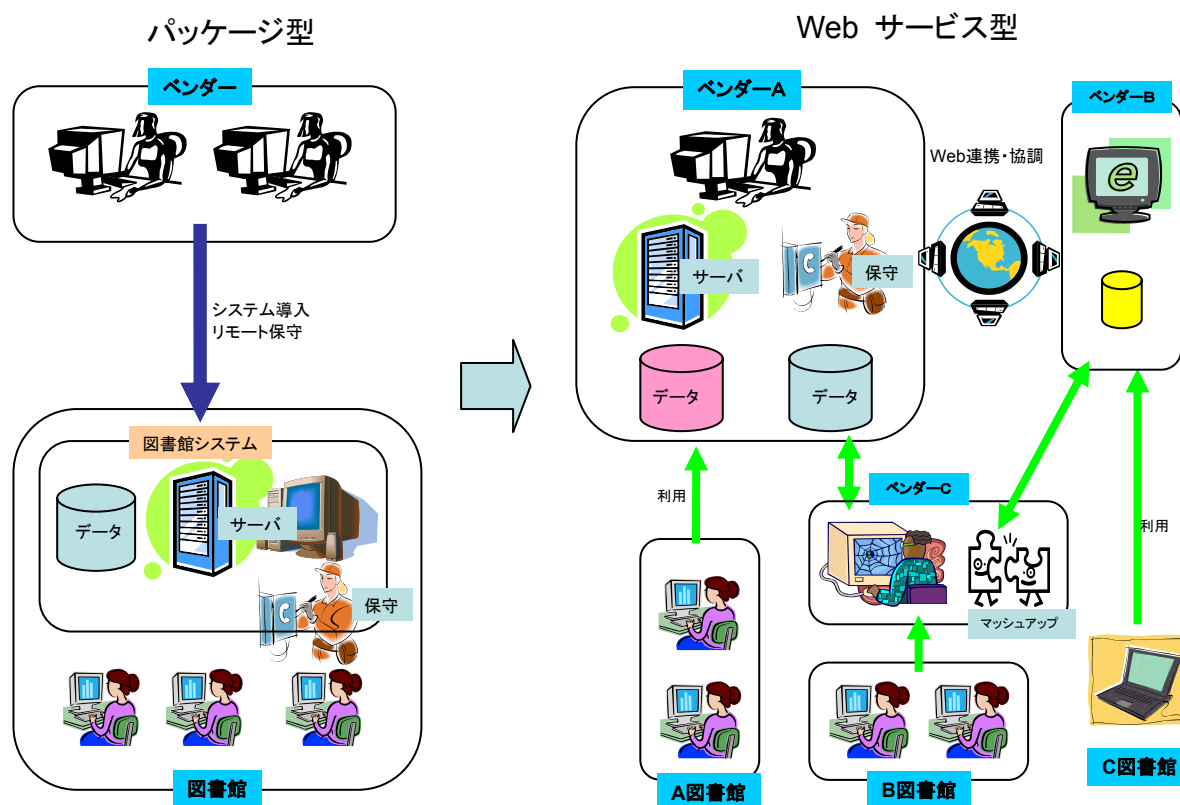 パッケージ型
ベンダー
システム導入
リモート保守
図書館システム
データ
サーバ
保守
図書館
Web サービス型
ベンダーA
ベンダーB
Web連携・協調
e
サーバ
保守
データ
データ
利用
ベンダーC
利用
マッシュアップ
A図書館
B図書館
C図書館